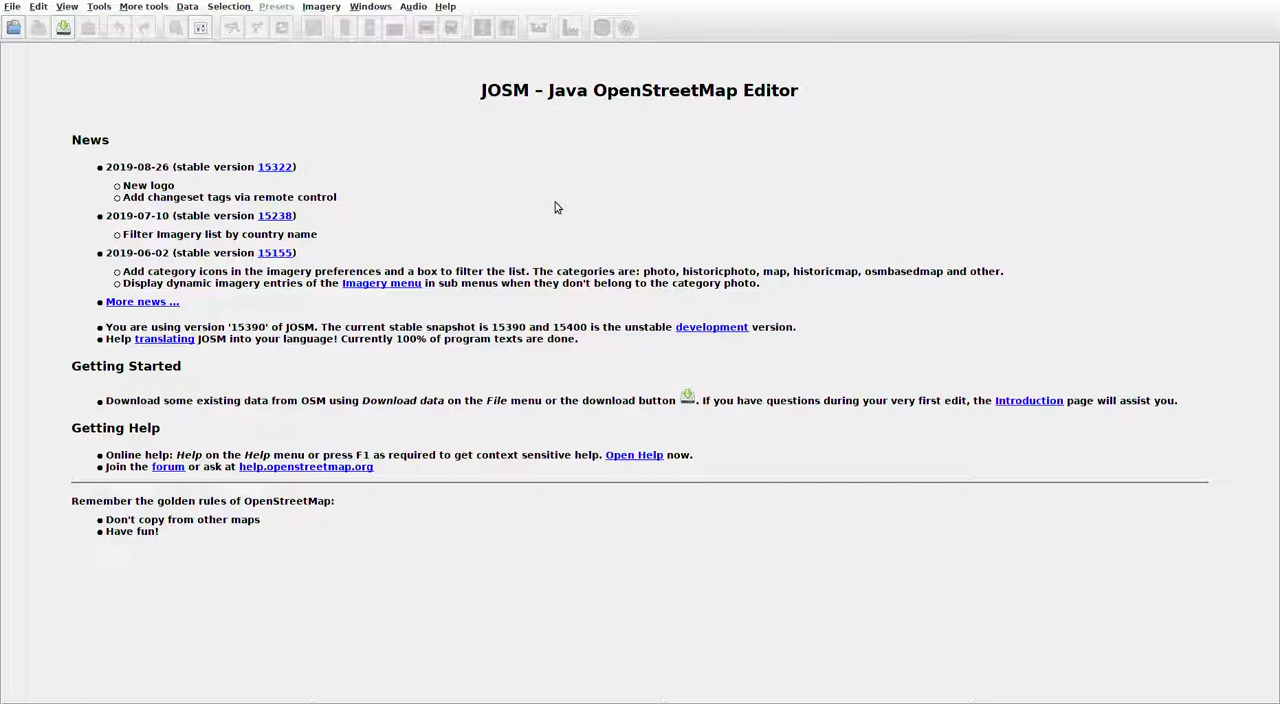 File Edit View Tools More tools Data Selection Presets Imagery Windows Audio Help
JOSM – Java OpenStreetMap Editor
News
2019-08-26 (stable version 15322)
New logo
Add changeset tags via remote control
2019-07-10 (stable version 15238)
Filter Imagery list by country name
2019-06-02 (stable version 15155)
Add category icons in the imagery preferences and a box to filter the list. The categories are: photo, historicphoto, map, historicmap, osmbasedmap and other.
Display dynamic imagery entries of the Imagery menu in sub menus when they don't belong to the category photo.
More news ...
You are using version '15390' of JOSM. The current stable snapshot is 15390 and 15400 is the unstable development version.
Help translating JOSM into your language! Currently 100% of program texts are done.
Getting Started
Download some existing data from OSM using Download data on the File menu or the download button . If you have questions during your very first edit, the Introduction page will assist you.
Getting Help
Online help: Help on the Help menu or press F1 as required to get context sensitive help. Open Help now.
Join the forum or ask at help.openstreetmap.org
Remember the golden rules of OpenStreetMap:
Don't copy from other maps
Have fun!